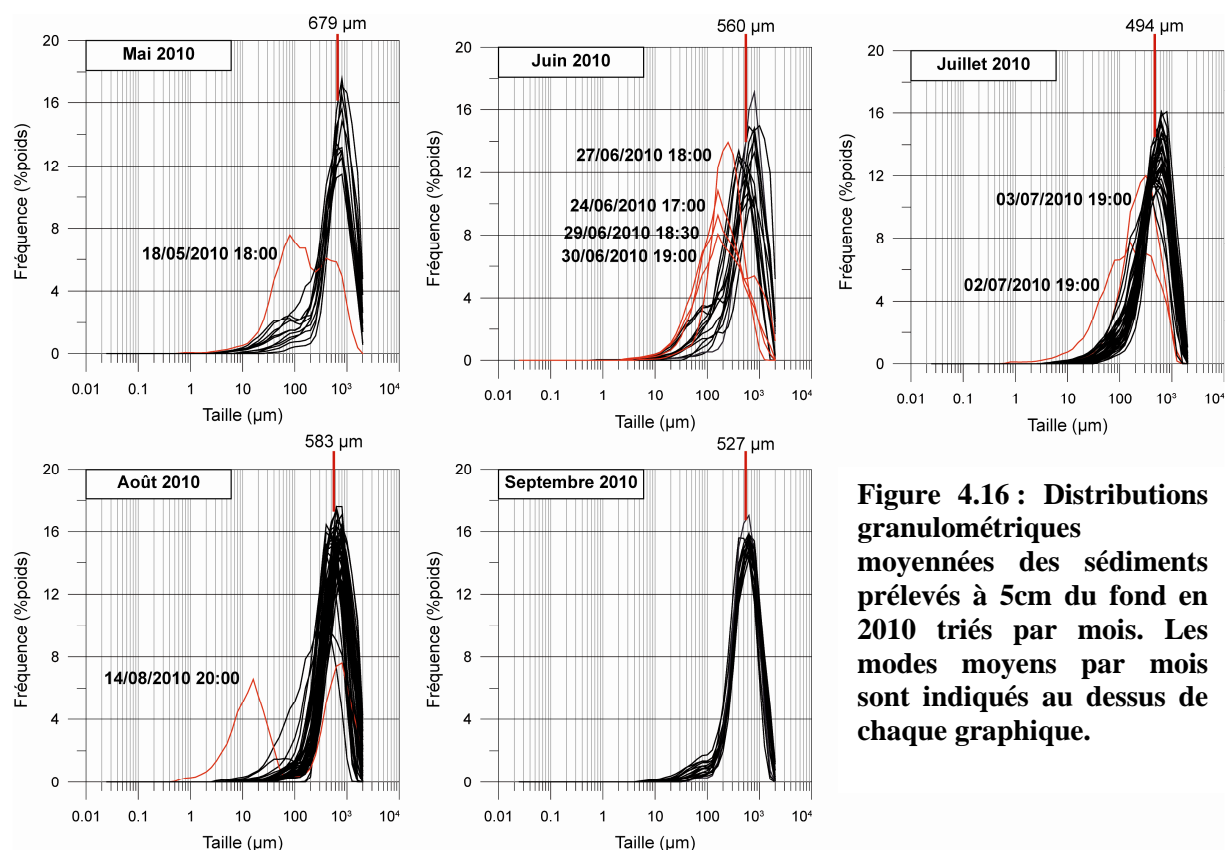 679 µm
Mai 2010
20
16
12
8
4
0
Fréquence (%poids)
18/05/2010 18:00
0.01 0.1 1 10 100 10³ 10⁴
Taille (µm)
560 µm
Juin 2010
20
16
12
8
4
0
Fréquence (%poids)
27/06/2010 18:00
24/06/2010 17:00
29/06/2010 18:30
30/06/2010 19:00
0.01 0.1 1 10 100 10³ 10⁴
Taille (µm)
494 µm
Juillet 2010
20
16
12
8
4
0
Fréquence (%poids)
03/07/2010 19:00
02/07/2010 19:00
0.01 0.1 1 10 100 10³ 10⁴
Taille (µm)
583 µm
Août 2010
20
16
12
8
4
0
Fréquence (%poids)
14/08/2010 20:00
0.01 0.1 1 10 100 10³ 10⁴
Taille (µm)
527 µm
Septembre 2010
20
16
12
8
4
0
Fréquence (%poids)
0.01 0.1 1 10 100 10³ 10⁴
Taille (µm)
Figure 4.16 : Distributions
granulométriques
moyennées des sédiments
prélevés à 5cm du fond en
2010 triés par mois. Les
modes moyens par mois
sont indiqués au dessus de
chaque graphique.